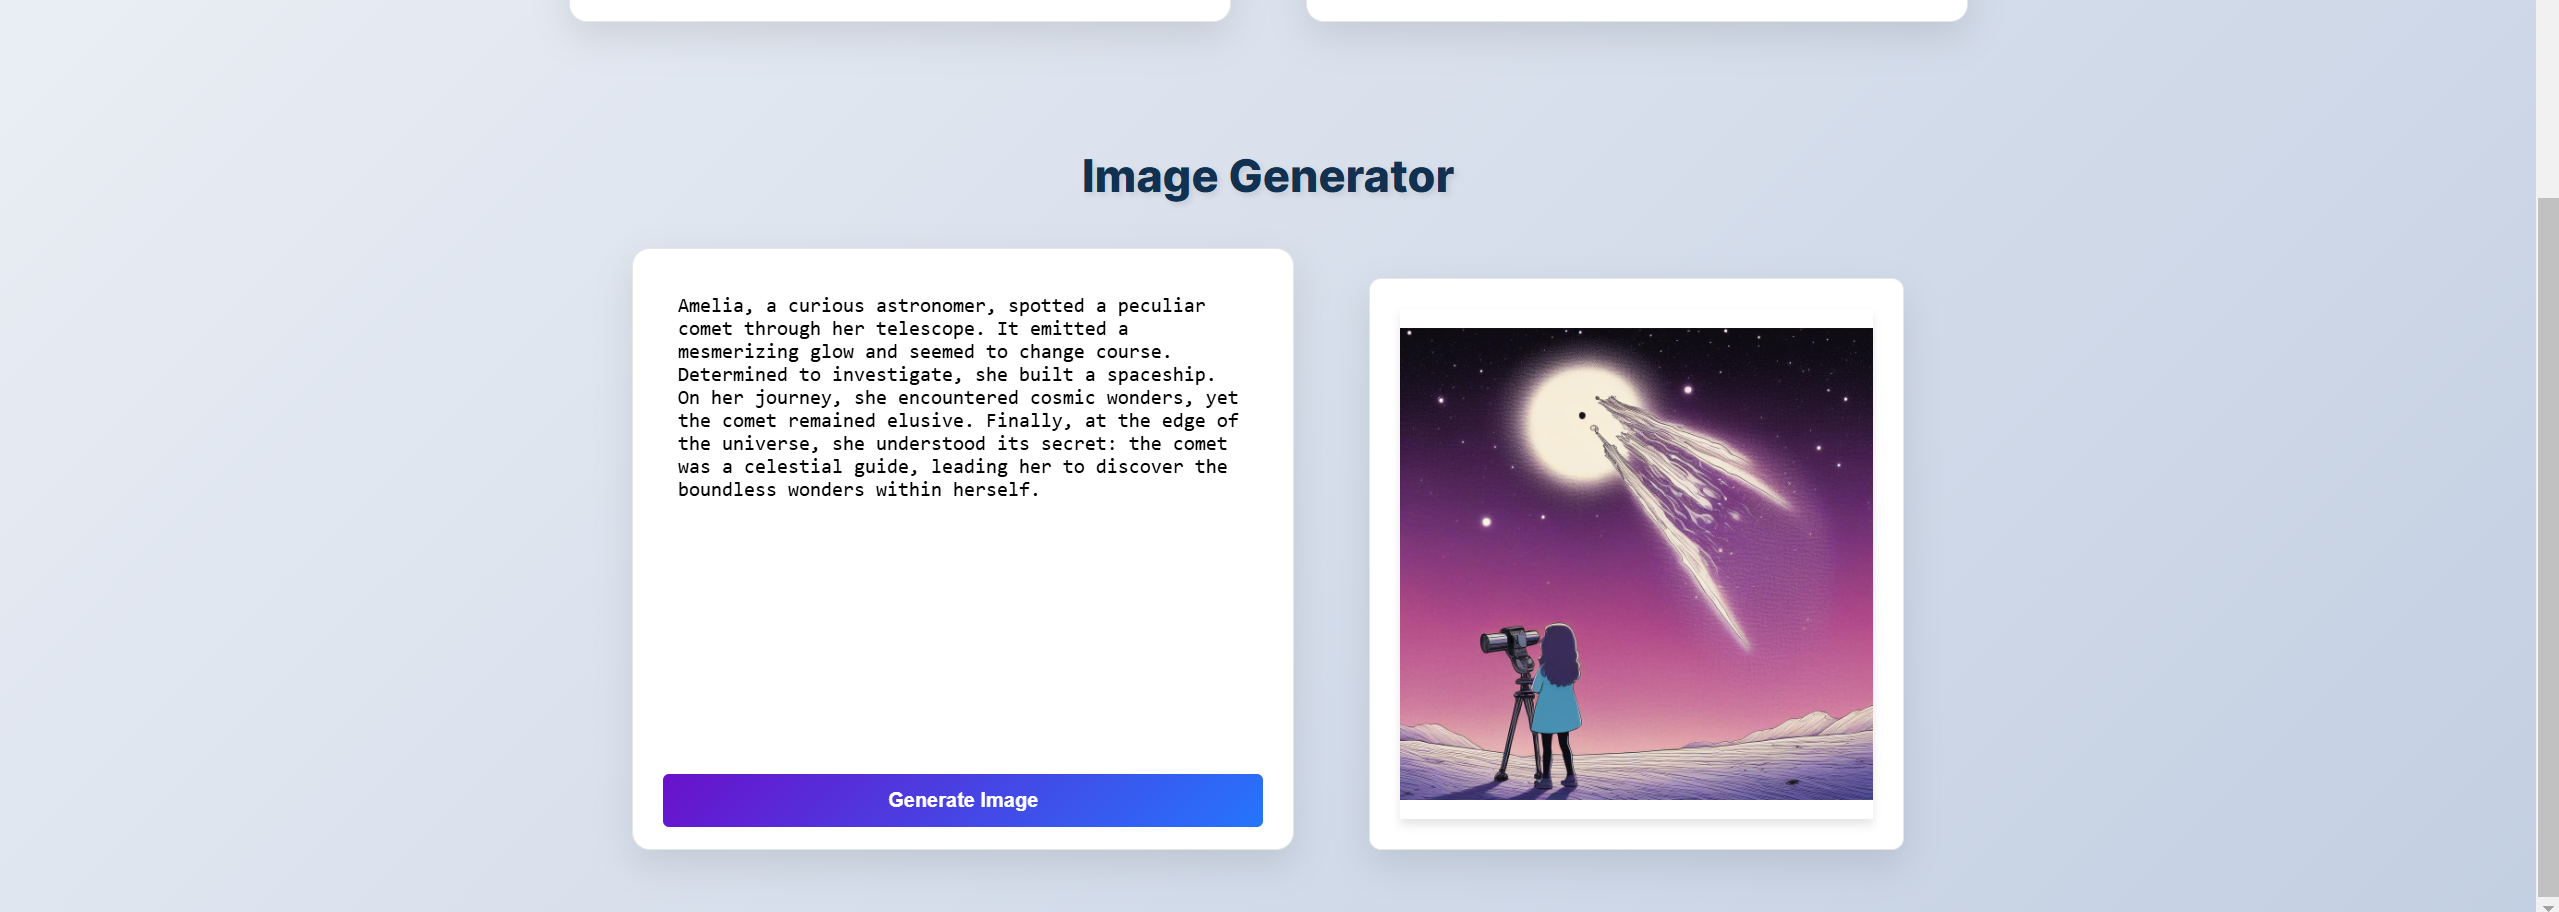 Image Generator
Amelia, a curious astronomer, spotted a peculiar
comet through her telescope. It emitted a
mesmerizing glow and seemed to change course.
Determined to investigate, she built a spaceship.
On her journey, she encountered cosmic wonders, yet
the comet remained elusive. Finally, at the edge of
the universe, she understood its secret: the comet
was a celestial guide, leading her to discover the
boundless wonders within herself.
Generate Image